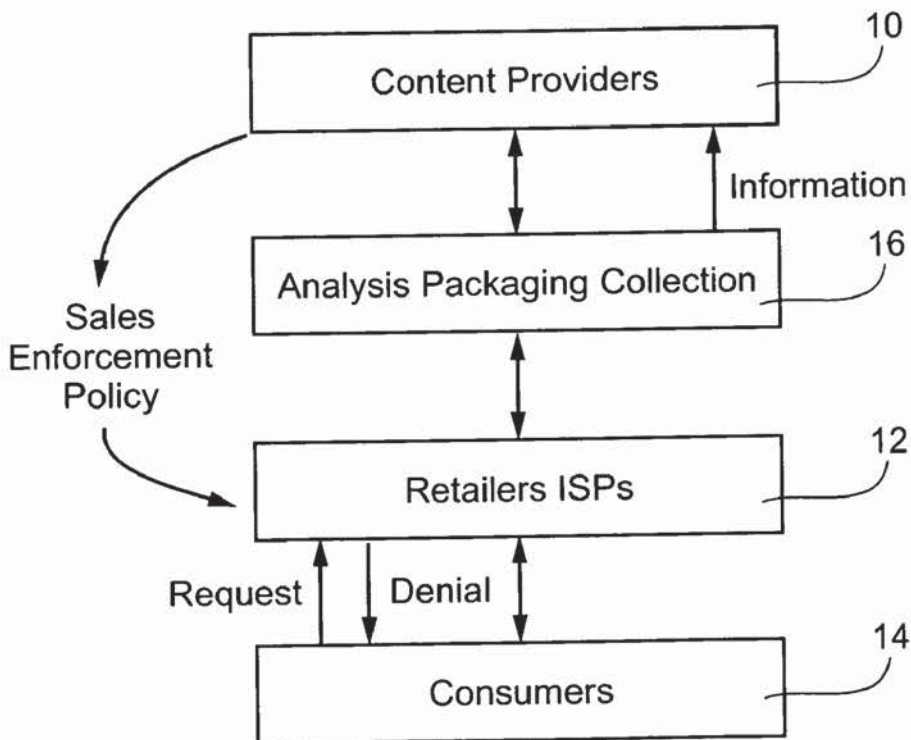 10
Content Providers
Information
16
Analysis Packaging Collection
Sales
Enforcement
Policy
12
Retailers ISPs
Request
Denial
14
Consumers